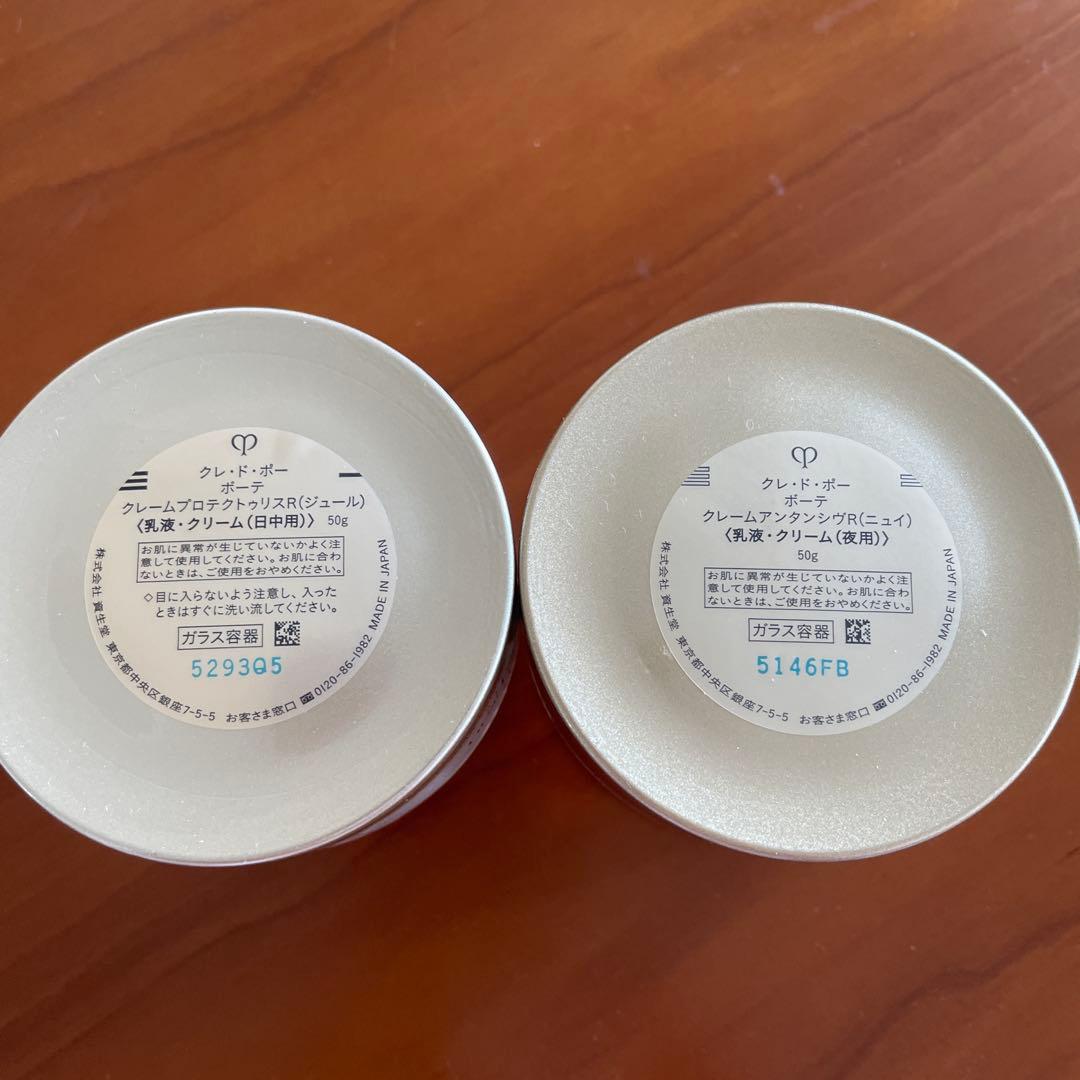 クレ・ド・ポー
ボーテ
クレームプロテクトゥリスR(ジュール)
〈乳液・クリーム(日中用)〉 50g
お肌に異常が生じていないかよく注
意して使用してください。お肌に合わ
ないときは、ご使用をおやめください。
◇目に入らないよう注意し、入った
ときはすぐに洗い流してください。
ガラス容器
5293Q5
株式会社 資生堂 東京都中央区銀座7-5-5 お客さま窓口 0120-86-1982 MADE IN JAPAN
クレ・ド・ポー
ボーテ
クレームアンタンシヴR(ニュイ)
〈乳液・クリーム(夜用)〉
50g
お肌に異常が生じていないかよく注
意して使用してください。お肌に合わ
ないときは、ご使用をおやめください。
ガラス容器
5146FB
株式会社 資生堂 東京都中央区銀座7-5-5 お客さま窓口 0120-86-1982 MADE IN JAPAN